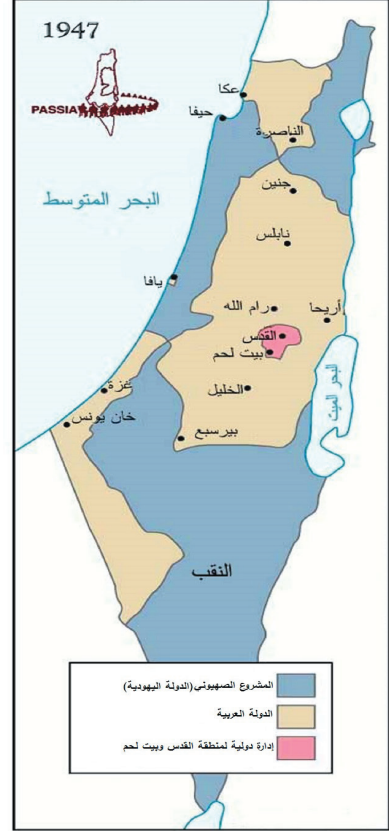 1947
PASSIA
عكا
حيفا
الناصرة
جنين
البحر المتوسط
نابلس
يافا
رام الله
أريحا
القدس
بيت لحم
البحر الميت
غزة
الخليل
خان يونس
بيرسبع
النقب
المشروع الصهيوني(الدولة اليهودية)
الدولة العربية
إدارة دولية لمنطقة القدس وبيت لحم